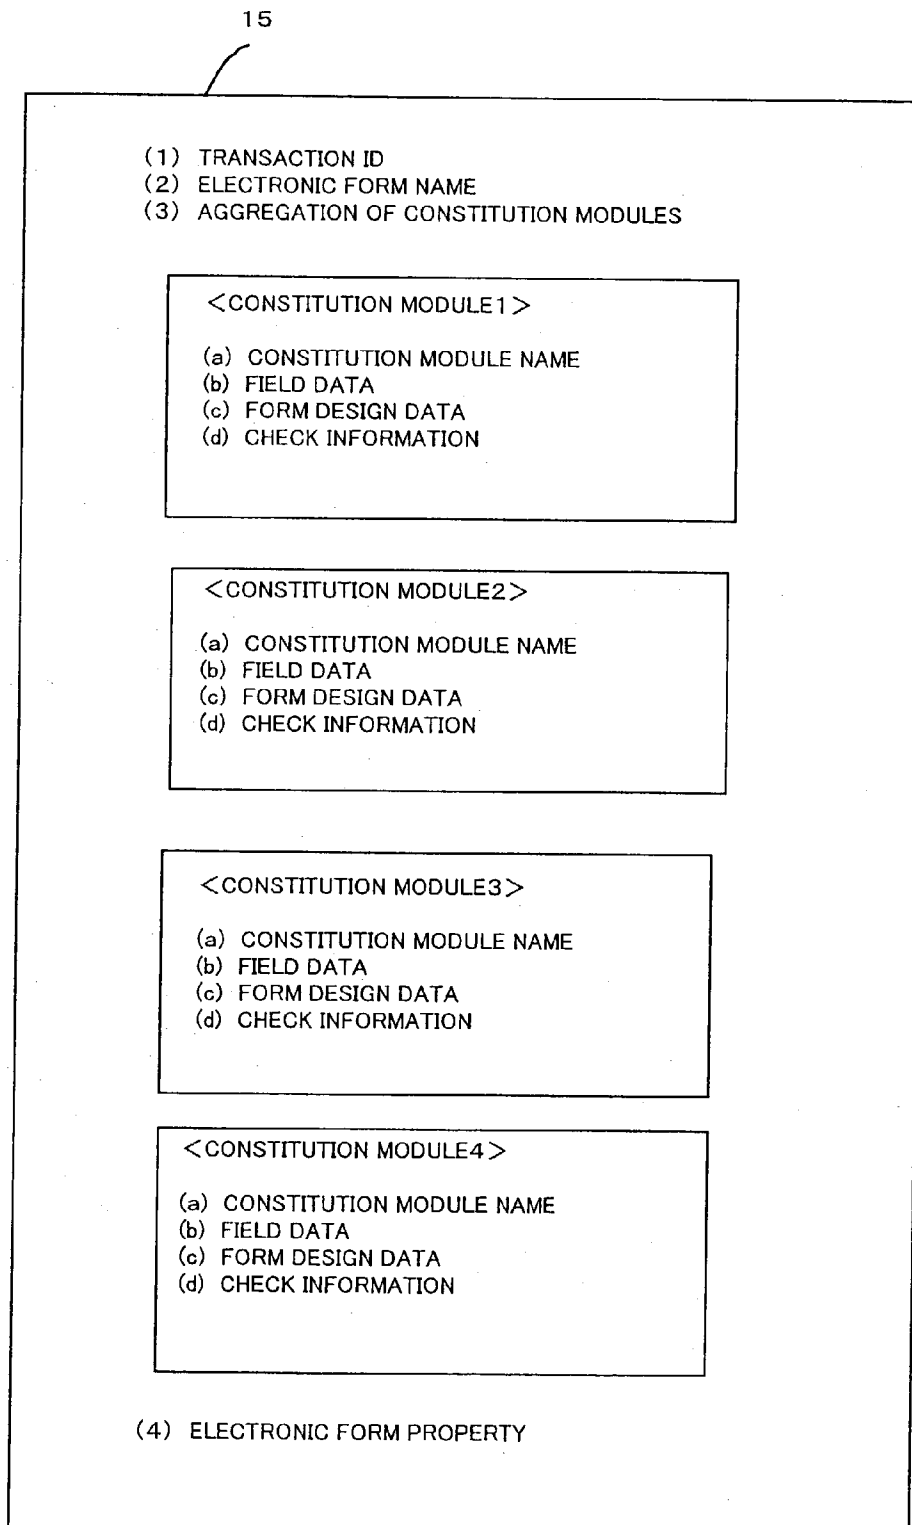 15
(1) TRANSACTION ID
(2) ELECTRONIC FORM NAME
(3) AGGREGATION OF CONSTITUTION MODULES
<CONSTITUTION MODULE1>
(a) CONSTITUTION MODULE NAME
(b) FIELD DATA
(c) FORM DESIGN DATA
(d) CHECK INFORMATION
<CONSTITUTION MODULE2>
(a) CONSTITUTION MODULE NAME
(b) FIELD DATA
(c) FORM DESIGN DATA
(d) CHECK INFORMATION
<CONSTITUTION MODULE3>
(a) CONSTITUTION MODULE NAME
(b) FIELD DATA
(c) FORM DESIGN DATA
(d) CHECK INFORMATION
<CONSTITUTION MODULE4>
(a) CONSTITUTION MODULE NAME
(b) FIELD DATA
(c) FORM DESIGN DATA
(d) CHECK INFORMATION
(4) ELECTRONIC FORM PROPERTY